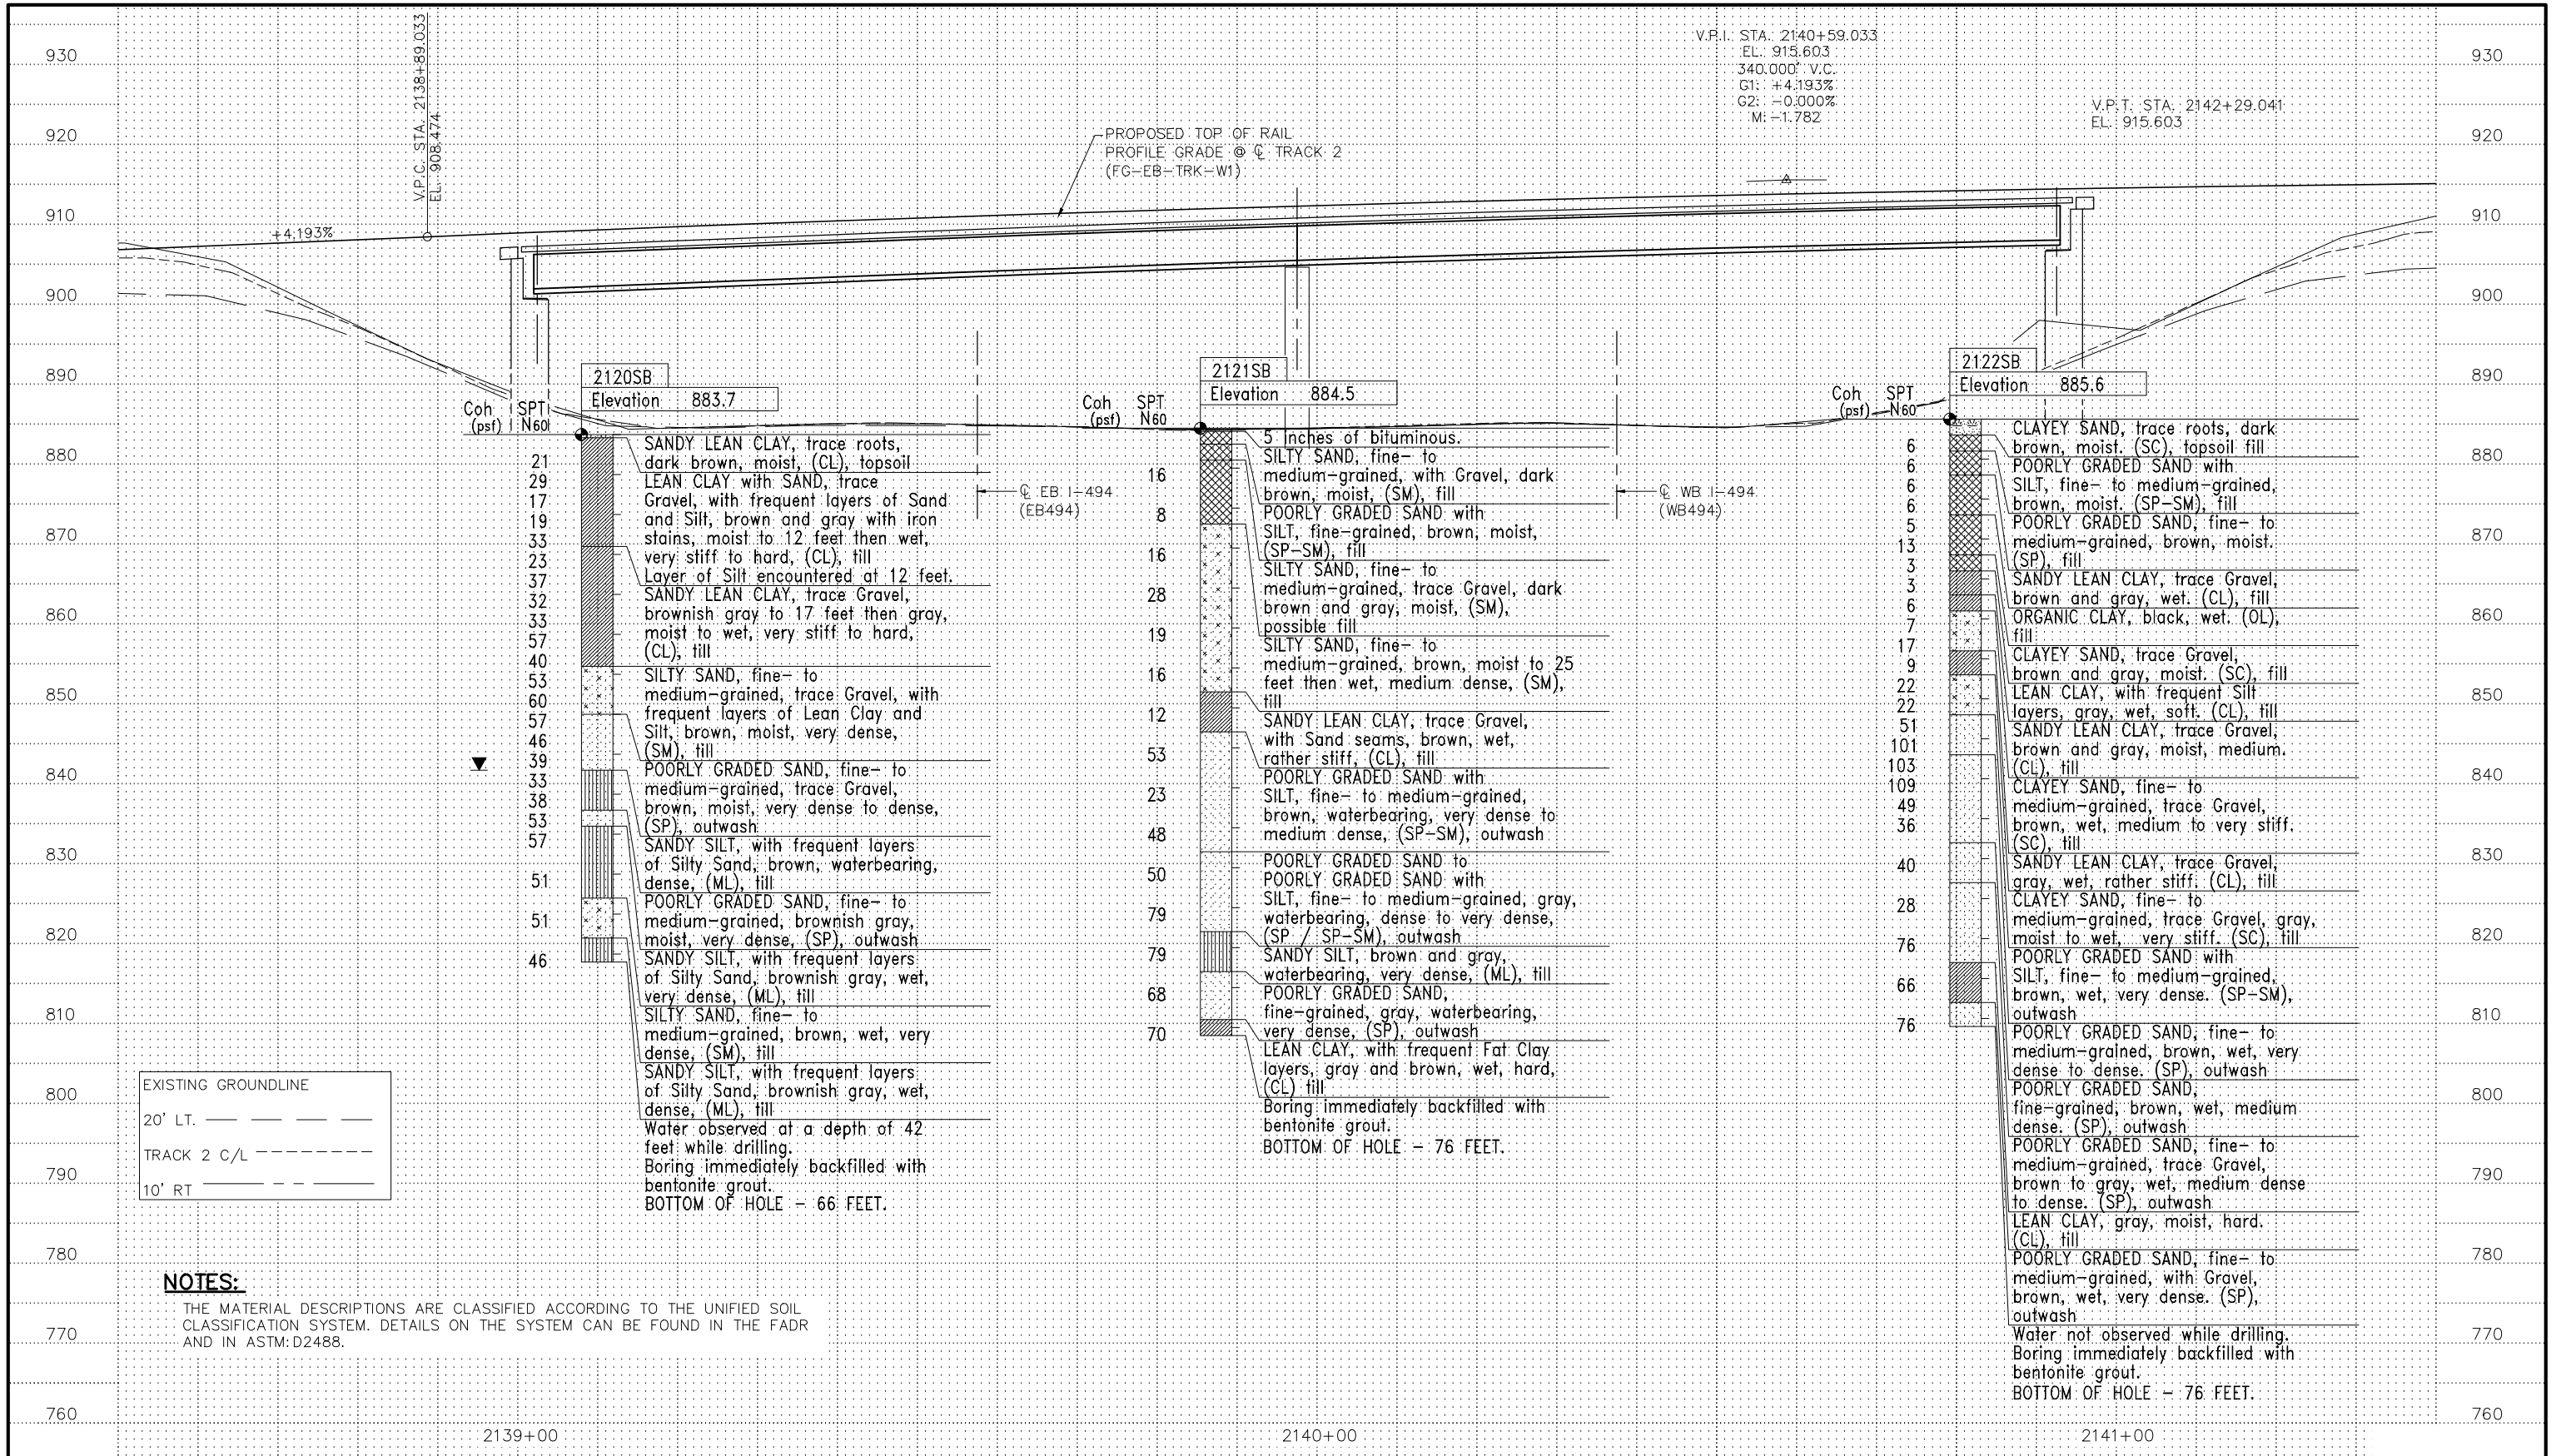 930
920
910
900
890
880
870
860
850
840
830
820
810
800
790
780
770
760
930
920
910
900
890
880
870
860
850
840
830
820
810
800
790
780
770
760
V.P.C. STA. 2138+89.033
EL. 908.474
+4.193%
PROPOSED TOP OF RAIL
PROFILE GRADE @ ℄ TRACK 2
(FG-EB-TRK-W1)
V.P.I. STA. 2140+59.033
EL. 915.603
340.000' V.C.
G1: +4.193%
G2: -0.000%
M: -1.782
V.P.T. STA. 2142+29.041
EL. 915.603
℄ EB I-494
(EB494)
℄ WB I-494
(WB494)
2120SB
Elevation 883.7
Coh SPT
(psf) N60
21
29
17
19
33
23
37
32
33
57
40
53
60
57
46
39
33
38
53
57
51
51
46
SANDY LEAN CLAY, trace roots,
dark brown, moist, (CL), topsoil
LEAN CLAY with SAND, trace
Gravel, with frequent layers of Sand
and Silt, brown and gray with iron
stains, moist to 12 feet then wet,
very stiff to hard, (CL), till
Layer of Silt encountered at 12 feet.
SANDY LEAN CLAY, trace Gravel,
brownish gray to 17 feet then gray,
moist to wet, very stiff to hard,
(CL), till
SILTY SAND, fine- to
medium-grained, trace Gravel, with
frequent layers of Lean Clay and
Silt, brown, moist, very dense,
(SM), till
POORLY GRADED SAND, fine- to
medium-grained, trace Gravel,
brown, moist, very dense to dense,
(SP), outwash
SANDY SILT, with frequent layers
of Silty Sand, brown, waterbearing,
dense, (ML), till
POORLY GRADED SAND, fine- to
medium-grained, brownish gray,
moist, very dense, (SP), outwash
SANDY SILT, with frequent layers
of Silty Sand, brownish gray, wet,
very dense, (ML), till
SILTY SAND, fine- to
medium-grained, brown, wet, very
dense, (SM), till
SANDY SILT, with frequent layers
of Silty Sand, brownish gray, wet,
dense, (ML), till
Water observed at a depth of 42
feet while drilling.
Boring immediately backfilled with
bentonite grout.
BOTTOM OF HOLE - 66 FEET.
2121SB
Elevation 884.5
Coh SPT
(psf) N60
16
8
16
28
19
16
12
53
23
48
50
79
79
68
70
5 inches of bituminous.
SILTY SAND, fine- to
medium-grained, with Gravel, dark
brown, moist, (SM), fill
POORLY GRADED SAND with
SILT, fine-grained, brown, moist,
(SP-SM), fill
SILTY SAND, fine- to
medium-grained, trace Gravel, dark
brown and gray, moist, (SM),
possible fill
SILTY SAND, fine- to
medium-grained, brown, moist to 25
feet then wet, medium dense, (SM),
till
SANDY LEAN CLAY, trace Gravel,
with Sand seams, brown, wet,
rather stiff, (CL), till
POORLY GRADED SAND with
SILT, fine- to medium-grained,
brown, waterbearing, very dense to
medium dense, (SP-SM), outwash
POORLY GRADED SAND to
POORLY GRADED SAND with
SILT, fine- to medium-grained, gray,
waterbearing, dense to very dense,
(SP / SP-SM), outwash
SANDY SILT, brown and gray,
waterbearing, very dense, (ML), till
POORLY GRADED SAND,
fine-grained, gray, waterbearing,
very dense, (SP), outwash
LEAN CLAY, with frequent Fat Clay
layers, gray and brown, wet, hard,
(CL) till
Boring immediately backfilled with
bentonite grout.
BOTTOM OF HOLE - 76 FEET.
2122SB
Elevation 885.6
Coh SPT
(psf) N60
6
6
6
6
5
13
3
3
6
7
17
9
22
22
51
101
103
109
49
36
40
28
76
66
76
CLAYEY SAND, trace roots, dark
brown, moist. (SC), topsoil fill
POORLY GRADED SAND with
SILT, fine- to medium-grained,
brown, moist. (SP-SM), fill
POORLY GRADED SAND, fine- to
medium-grained, brown, moist.
(SP), fill
SANDY LEAN CLAY, trace Gravel,
brown and gray, wet. (CL), fill
ORGANIC CLAY, black, wet. (OL),
fill
CLAYEY SAND, trace Gravel,
brown and gray, moist. (SC), fill
LEAN CLAY, with frequent Silt
layers, gray, wet, soft. (CL), till
SANDY LEAN CLAY, trace Gravel,
brown and gray, moist, medium.
(CL), till
CLAYEY SAND, fine- to
medium-grained, trace Gravel,
brown, wet, medium to very stiff.
(SC), till
SANDY LEAN CLAY, trace Gravel,
gray, wet, rather stiff. (CL), till
CLAYEY SAND, fine- to
medium-grained, trace Gravel, gray,
moist to wet, very stiff. (SC), till
POORLY GRADED SAND with
SILT, fine- to medium-grained,
brown, wet, very dense. (SP-SM),
outwash
POORLY GRADED SAND, fine- to
medium-grained, brown, wet, very
dense to dense. (SP), outwash
POORLY GRADED SAND,
fine-grained, brown, wet, medium
dense. (SP), outwash
POORLY GRADED SAND, fine- to
medium-grained, trace Gravel,
brown to gray, wet, medium dense
to dense. (SP), outwash
LEAN CLAY, gray, moist, hard.
(CL), till
POORLY GRADED SAND, fine- to
medium-grained, with Gravel,
brown, wet, very dense. (SP),
outwash
Water not observed while drilling.
Boring immediately backfilled with
bentonite grout.
BOTTOM OF HOLE - 76 FEET.
EXISTING GROUNDLINE
20' LT.
TRACK 2 C/L
10' RT
NOTES:
THE MATERIAL DESCRIPTIONS ARE CLASSIFIED ACCORDING TO THE UNIFIED SOIL
CLASSIFICATION SYSTEM. DETAILS ON THE SYSTEM CAN BE FOUND IN THE FADR
AND IN ASTM: D2488.
2139+00
2140+00
2141+00